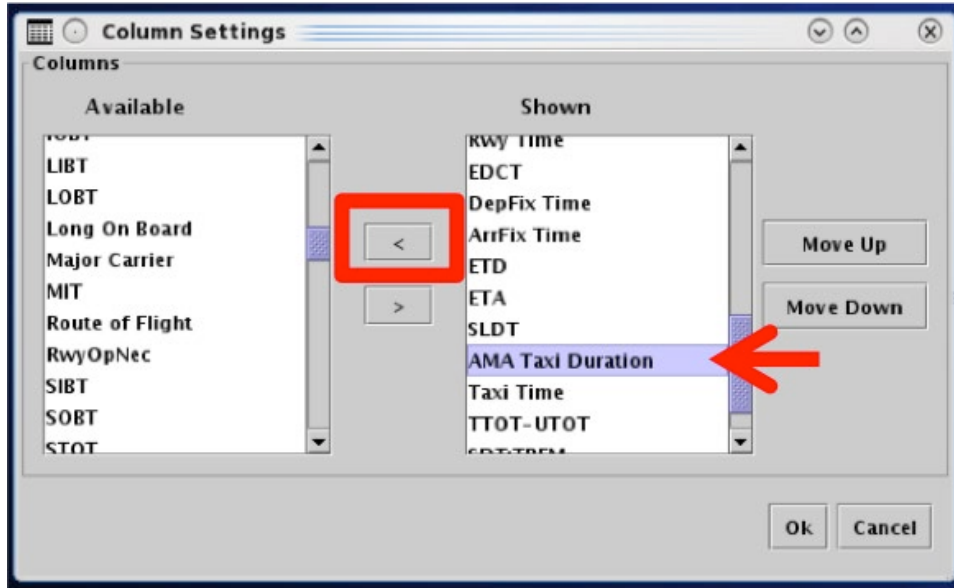 Column Settings
Columns
Available
Shown
LIBT
LOBT
Long On Board
Major Carrier
MIT
Route of Flight
RwyOpNec
SIBT
SOBT
STOT
<
>
Rwy Time
EDCT
DepFix Time
ArrFix Time
ETD
ETA
SLDT
AMA Taxi Duration
Taxi Time
TTOT-UTOT
Move Up
Move Down
Ok
Cancel